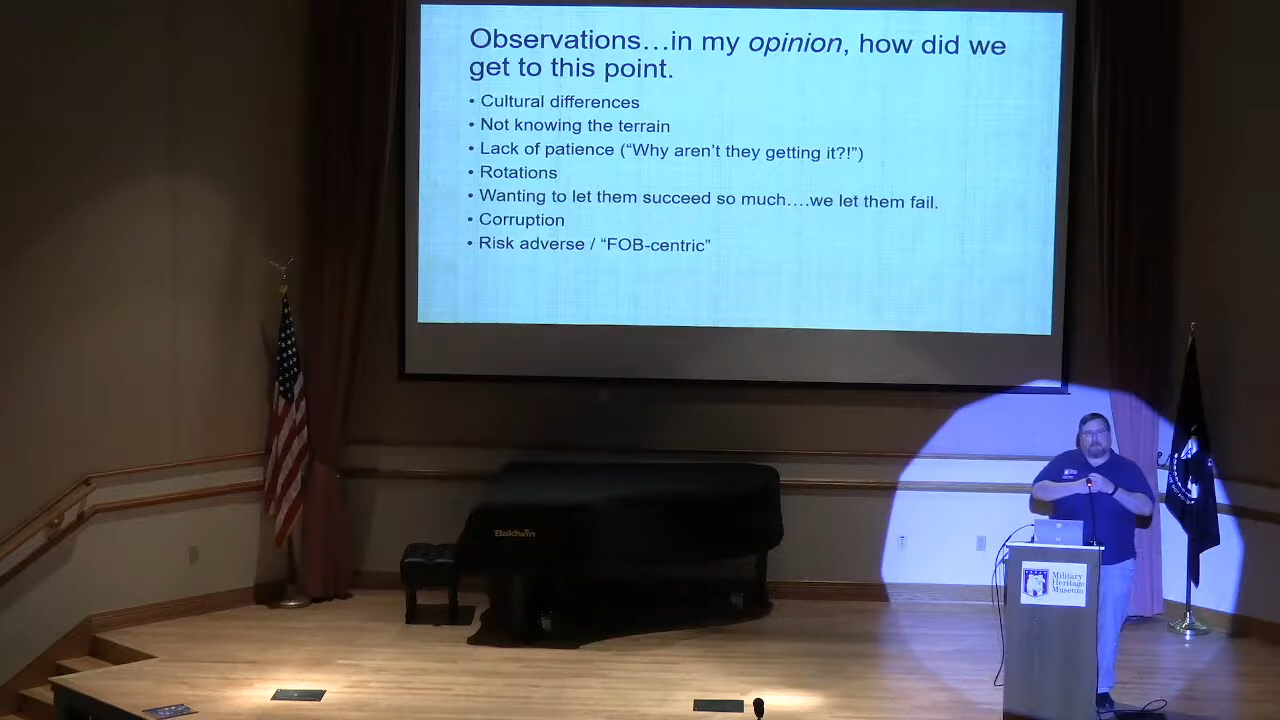 Observations…in my opinion, how did we
get to this point.
• Cultural differences
• Not knowing the terrain
• Lack of patience (“Why aren’t they getting it?!”)
• Rotations
• Wanting to let them succeed so much….we let them fail.
• Corruption
• Risk adverse / “FOB-centric”
Baldwin
Military
Heritage
Museum